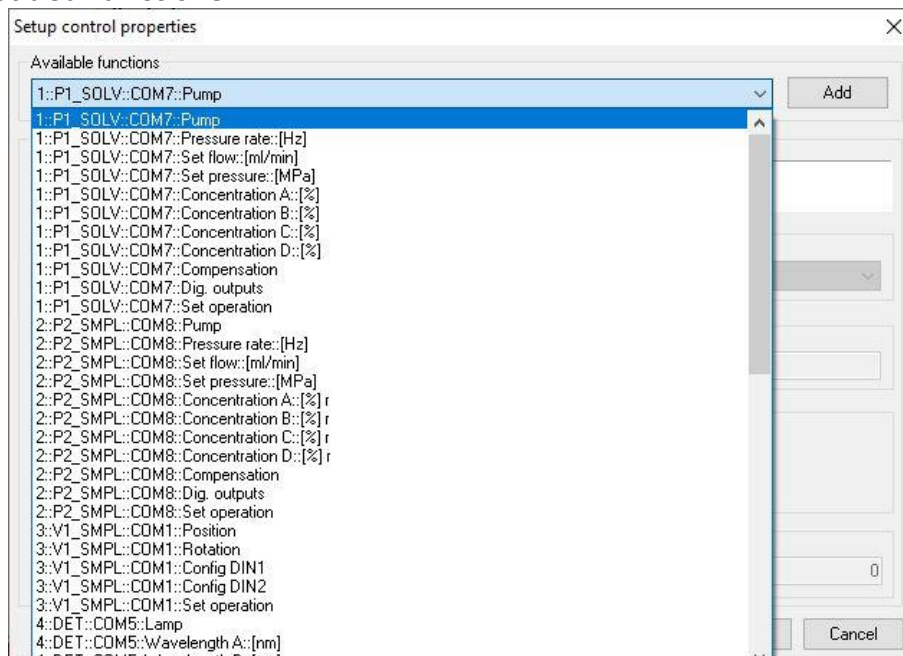 Setup control properties
Available functions
1::P1_SOLV::COM7::Pump
Add
1::P1_SOLV::COM7::Pump
1::P1_SOLV::COM7::Pressure rate::[Hz]
1::P1_SOLV::COM7::Set flow::[ml/min]
1::P1_SOLV::COM7::Set pressure::[MPa]
1::P1_SOLV::COM7::Concentration A::[%]
1::P1_SOLV::COM7::Concentration B::[%]
1::P1_SOLV::COM7::Concentration C::[%]
1::P1_SOLV::COM7::Concentration D::[%]
1::P1_SOLV::COM7::Compensation
1::P1_SOLV::COM7::Dig. outputs
1::P1_SOLV::COM7::Set operation
2::P2_SMPL::COM8::Pump
2::P2_SMPL::COM8::Pressure rate::[Hz]
2::P2_SMPL::COM8::Set flow::[ml/min]
2::P2_SMPL::COM8::Set pressure::[MPa]
2::P2_SMPL::COM8::Concentration A::[%] r
2::P2_SMPL::COM8::Concentration B::[%] r
2::P2_SMPL::COM8::Concentration C::[%] r
2::P2_SMPL::COM8::Concentration D::[%] r
2::P2_SMPL::COM8::Compensation
2::P2_SMPL::COM8::Dig. outputs
2::P2_SMPL::COM8::Set operation
3::V1_SMPL::COM1::Position
3::V1_SMPL::COM1::Rotation
3::V1_SMPL::COM1::Config DIN1
3::V1_SMPL::COM1::Config DIN2
0
3::V1_SMPL::COM1::Set operation
4::DET::COM5::Lamp
4::DET::COM5::Wavelength A::[nm]
Cancel